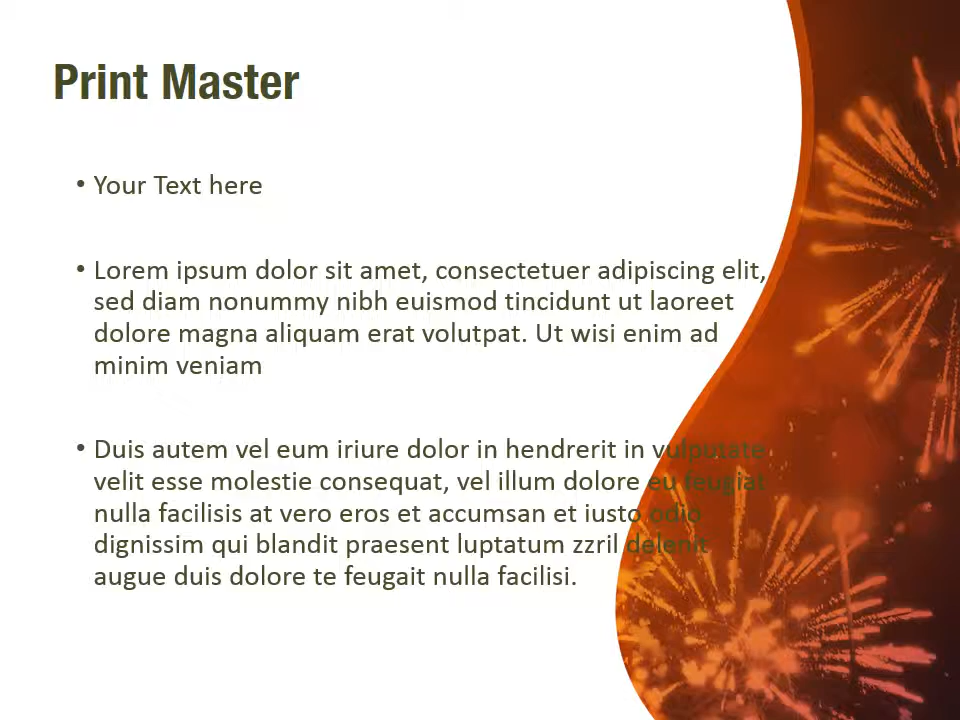 Print Master
• Your Text here
• Lorem ipsum dolor sit amet, consectetuer adipiscing elit,
sed diam nonummy nibh euismod tincidunt ut laoreet
dolore magna aliquam erat volutpat. Ut wisi enim ad
minim veniam
• Duis autem vel eum iriure dolor in hendrerit in vulputate
velit esse molestie consequat, vel illum dolore eu feugiat
nulla facilisis at vero eros et accumsan et iusto odio
dignissim qui blandit praesent luptatum zzril delenit
augue duis dolore te feugait nulla facilisi.